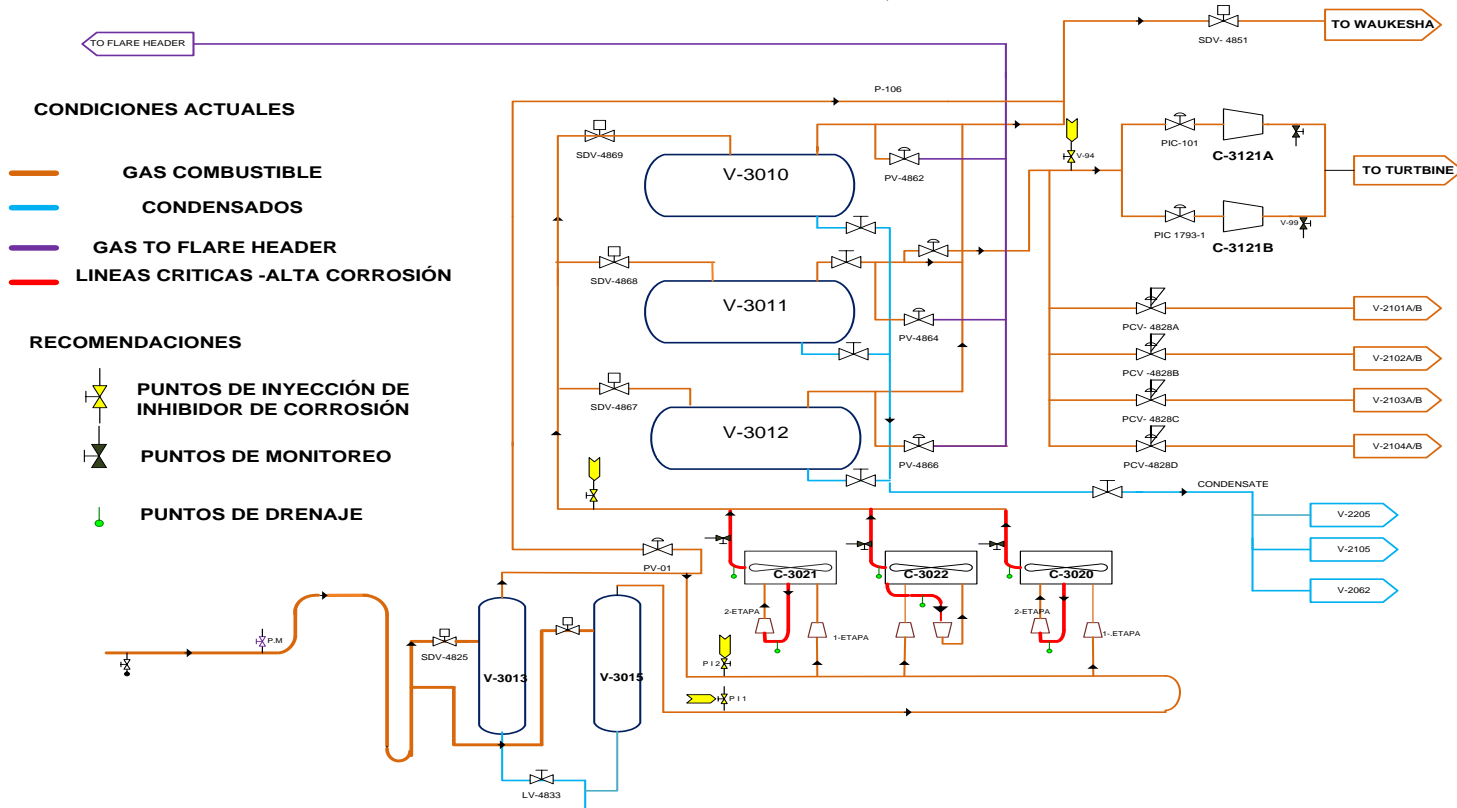 TO WAUKESHA
SDV- 4851
TO FLARE HEADER
P-106
CONDICIONES ACTUALES
GAS COMBUSTIBLE
CONDENSADOS
GAS TO FLARE HEADER
LINEAS CRITICAS -ALTA CORROSIÓN
RECOMENDACIONES
PUNTOS DE INYECCIÓN DE
INHIBIDOR DE CORROSIÓN
PUNTOS DE MONITOREO
PUNTOS DE DRENAJE
SDV-4869
V-3010
PV-4862
V-94
PIC-101
C-3121A
TO TURTBINE
PIC 1793-1
C-3121B
V-99
SDV-4868
V-3011
PV-4864
SDV-4867
V-3012
PV-4866
PCV- 4828A
V-2101A/B
PCV -4828B
V-2102A/B
PCV- 4828C
V-2103A/B
PCV-4828D
V-2104A/B
CONDENSATE
V-2205
V-2105
V-2062
PV-01
C-3021
C-3022
C-3020
2-ETAPA
1-ETAPA
2-ETAPA
1-.ETAPA
P.M
SDV-4825
V-3013
V-3015
P I 2
P I 1
LV-4833